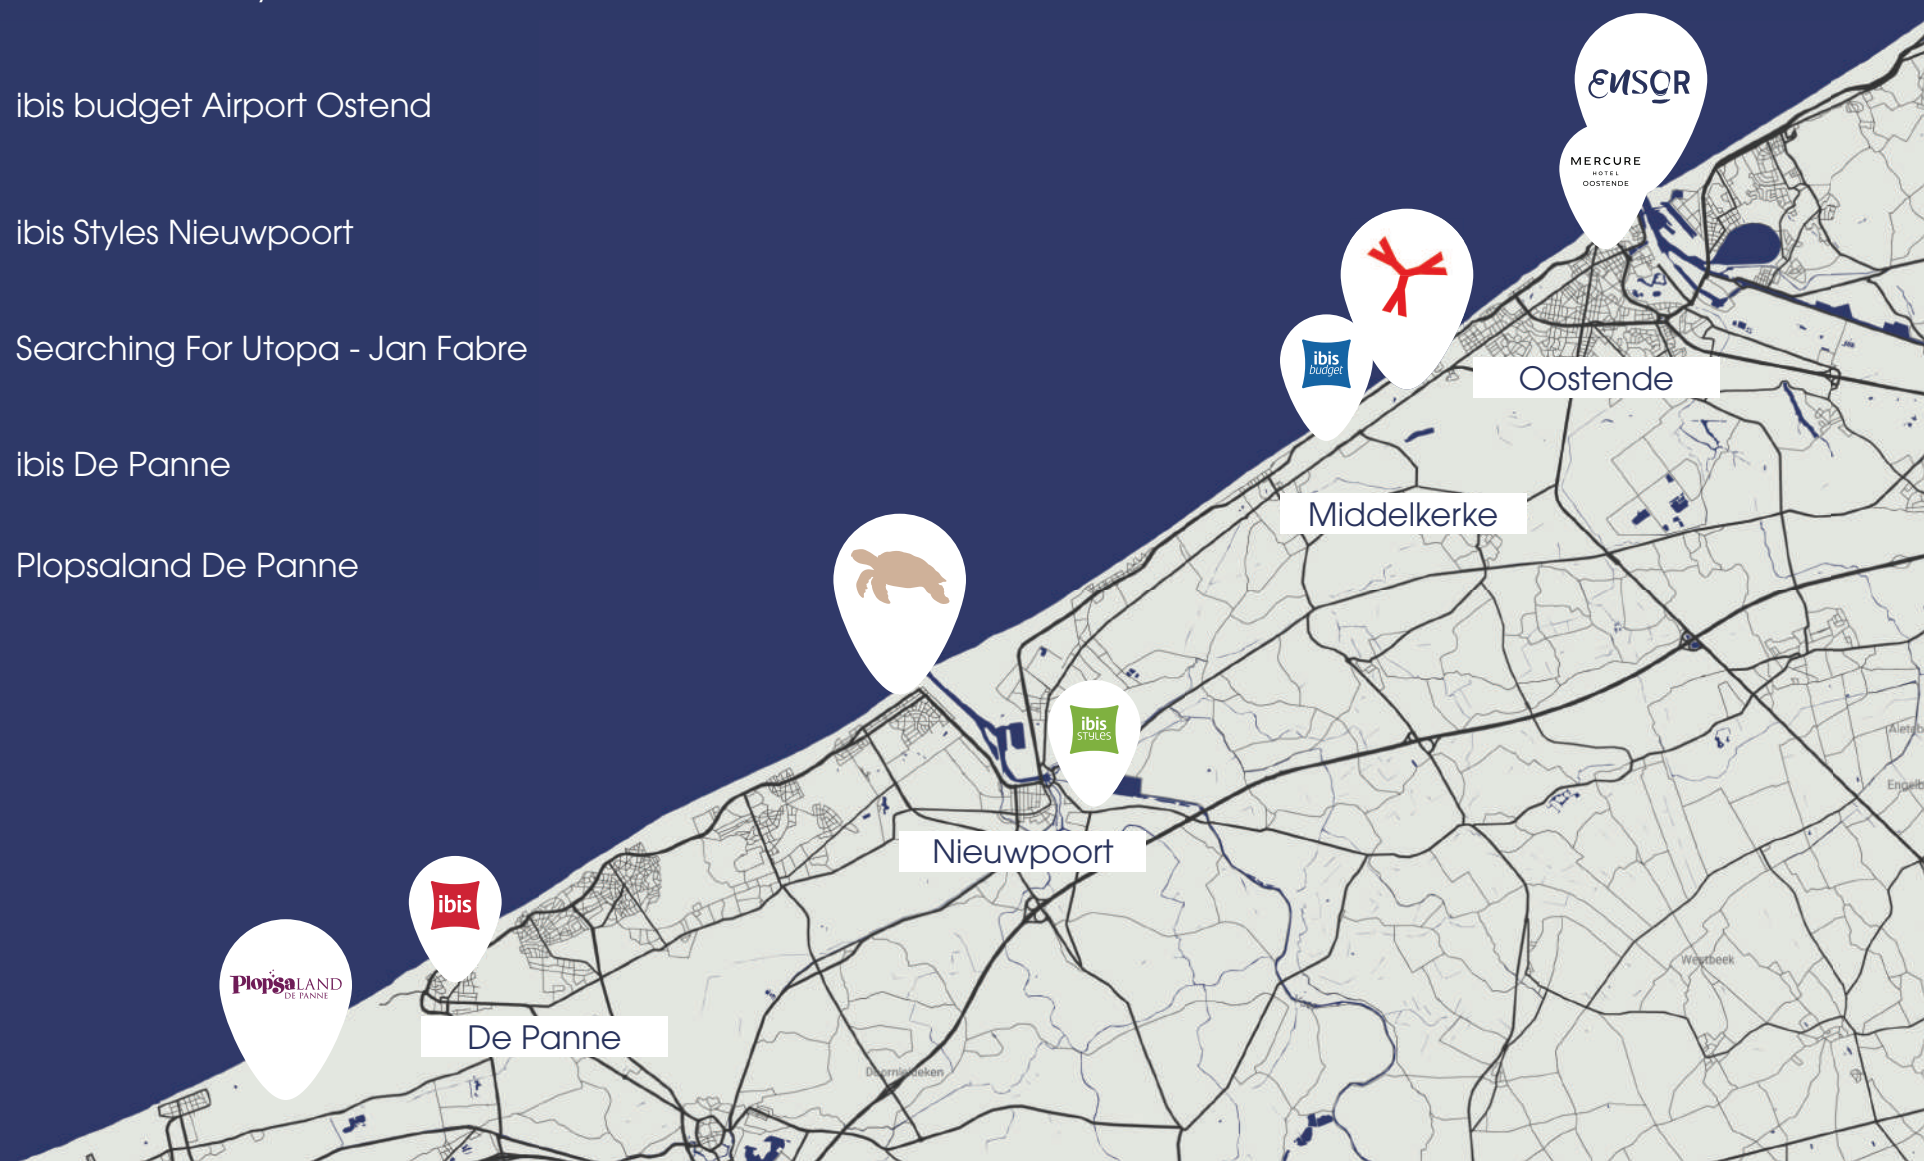 ibis budget Airport Ostend
ibis Styles Nieuwpoort
Searching For Utopa - Jan Fabre
ibis De Panne
Plopsaland De Panne
ENSOR
MERCURE
HOTEL
OOSTENDE
ibis
budget
Oostende
Middelkerke
ibis
STYLES
Nieuwpoort
ibis
PlopsaLAND
DE PANNE
De Panne
Westbeek